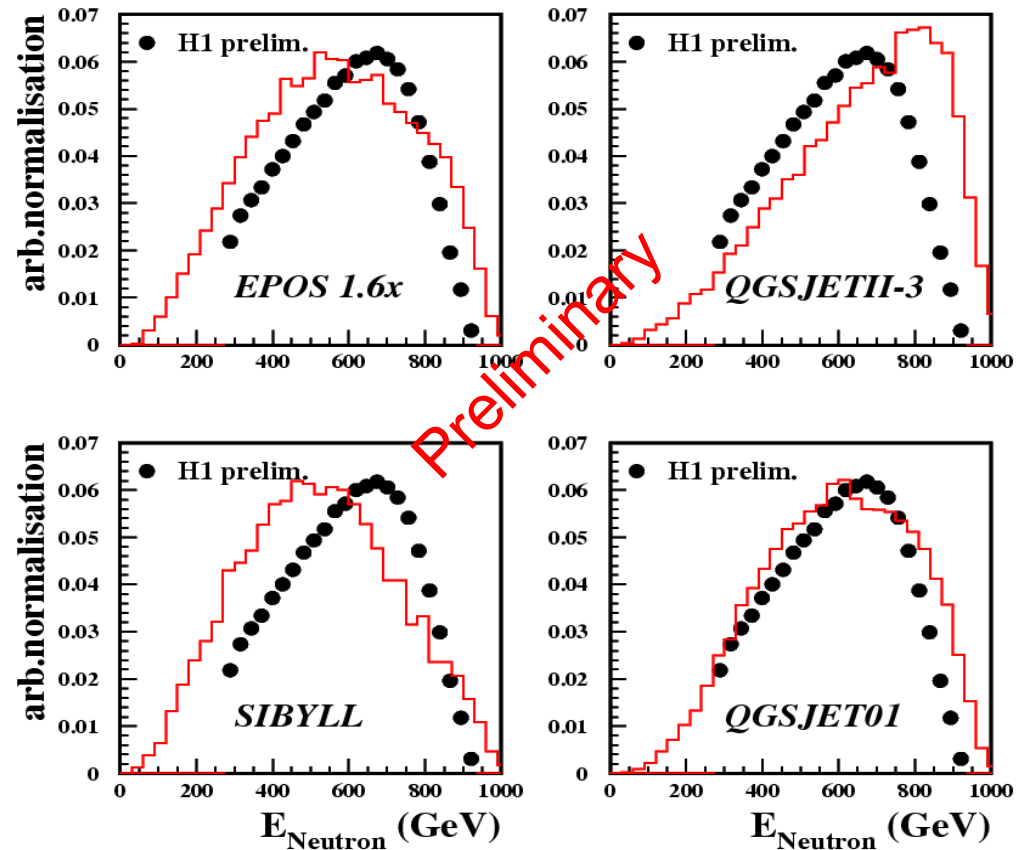 arb.normalisation
0.07
0.06
0.05
0.04
0.03
0.02
0.01
0
H1 prelim.
EPOS 1.6x
0 200 400 600 800 1000
0.07
0.06
0.05
0.04
0.03
0.02
0.01
0
H1 prelim.
QGSJETII-3
0 200 400 600 800 1000
Preliminary
arb.normalisation
0.07
0.06
0.05
0.04
0.03
0.02
0.01
0
H1 prelim.
SIBYLL
0 200 400 600 800 1000
E_Neutron (GeV)
0.07
0.06
0.05
0.04
0.03
0.02
0.01
0
H1 prelim.
QGSJET01
0 200 400 600 800 1000
E_Neutron (GeV)